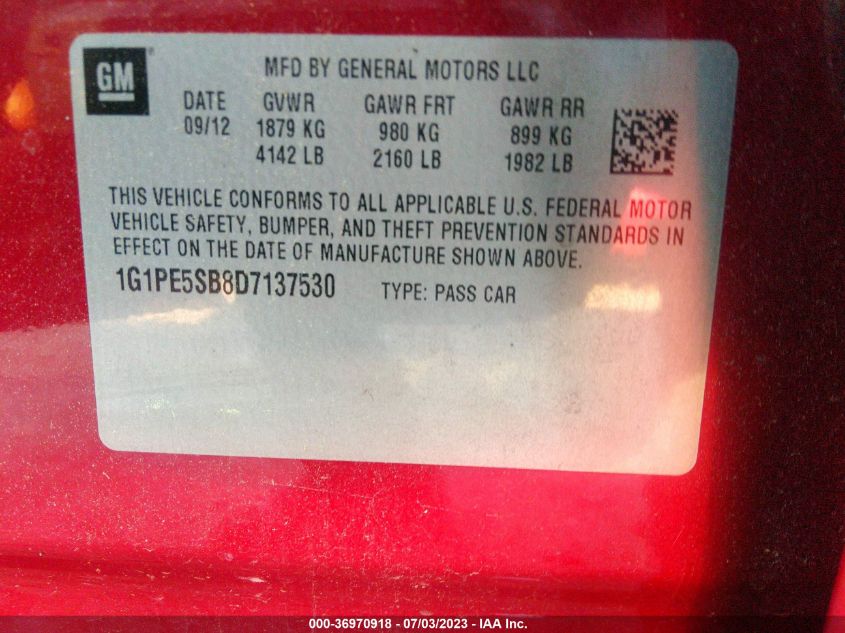 GM
MFD BY GENERAL MOTORS LLC
DATE GVWR GAWR FRT GAWR RR
09/12 1879 KG 980 KG 899 KG
4142 LB 2160 LB 1982 LB
THIS VEHICLE CONFORMS TO ALL APPLICABLE U.S. FEDERAL MOTOR
VEHICLE SAFETY, BUMPER, AND THEFT PREVENTION STANDARDS IN
EFFECT ON THE DATE OF MANUFACTURE SHOWN ABOVE.
1G1PE5SB8D7137530 TYPE: PASS CAR
000-36970918 - 07/03/2023 - IAA Inc.